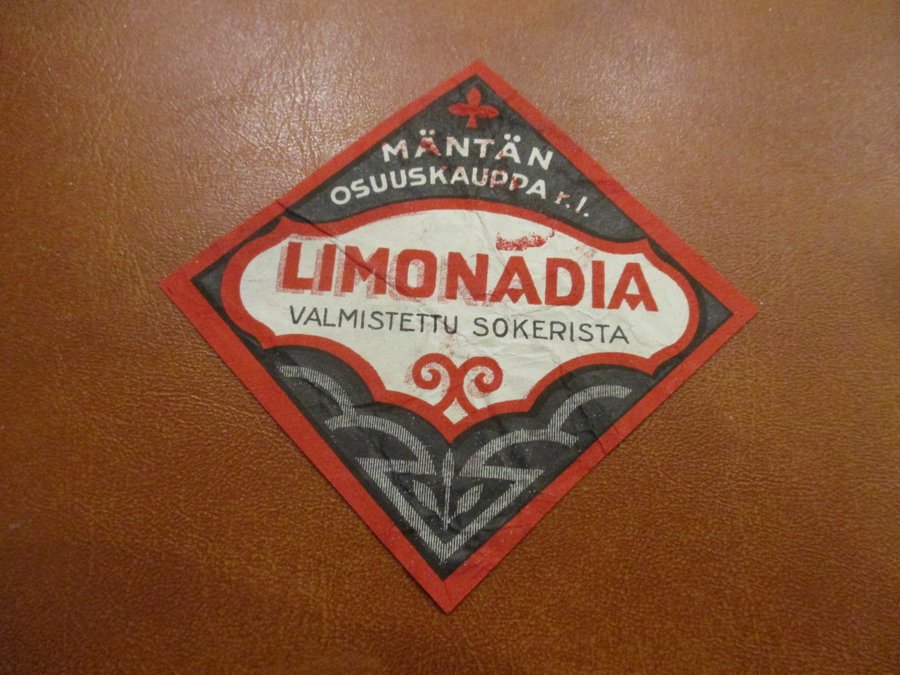 MÄNTÄN
OSUUSKAUPPA r.l.
LIMONADIA
VALMISTETTU SOKERISTA